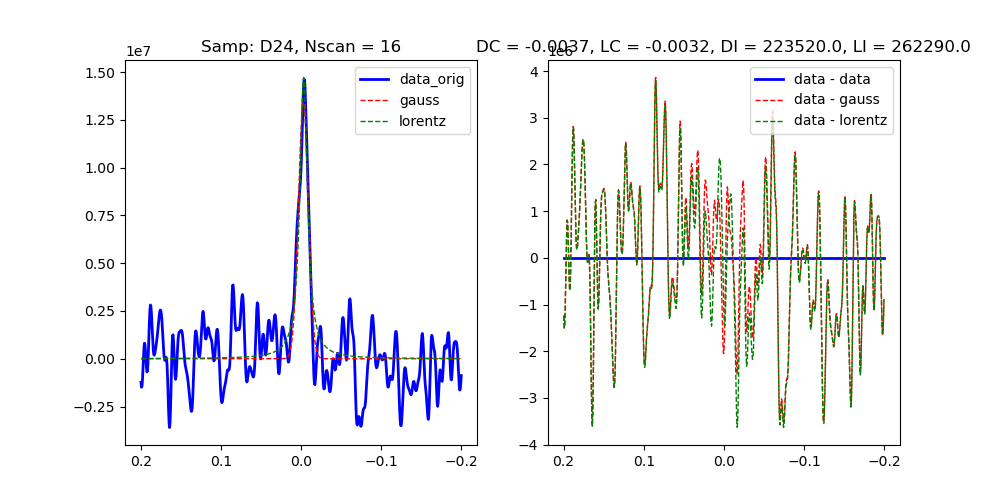 Samp: D24, Nscan = 16
1e7
data_orig
gauss
lorentz
1.50
1.25
1.00
0.75
0.50
0.25
0.00
−0.25
0.2
0.1
0.0
−0.1
−0.2
DC = -0.0037, LC = -0.0032, DI = 223520.0, LI = 262290.0
1e6
data - data
data - gauss
data - lorentz
4
3
2
1
0
−1
−2
−3
−4
0.2
0.1
0.0
−0.1
−0.2